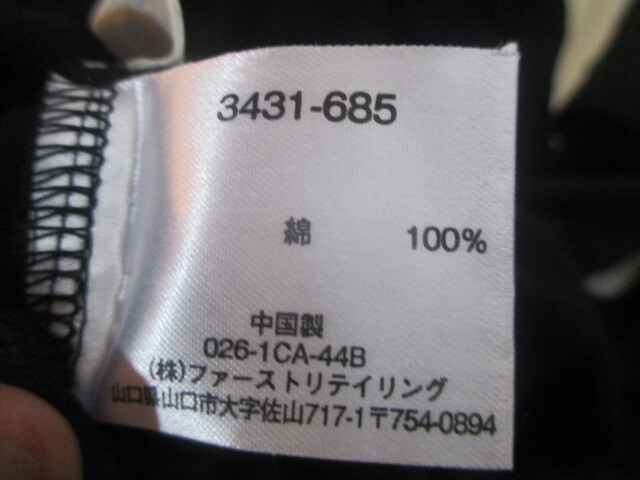 3431-685
綿 100%
中国製
026-1CA-44B
(株)ファーストリテイリング
山口県山口市大字佐山717-1〒754-0894